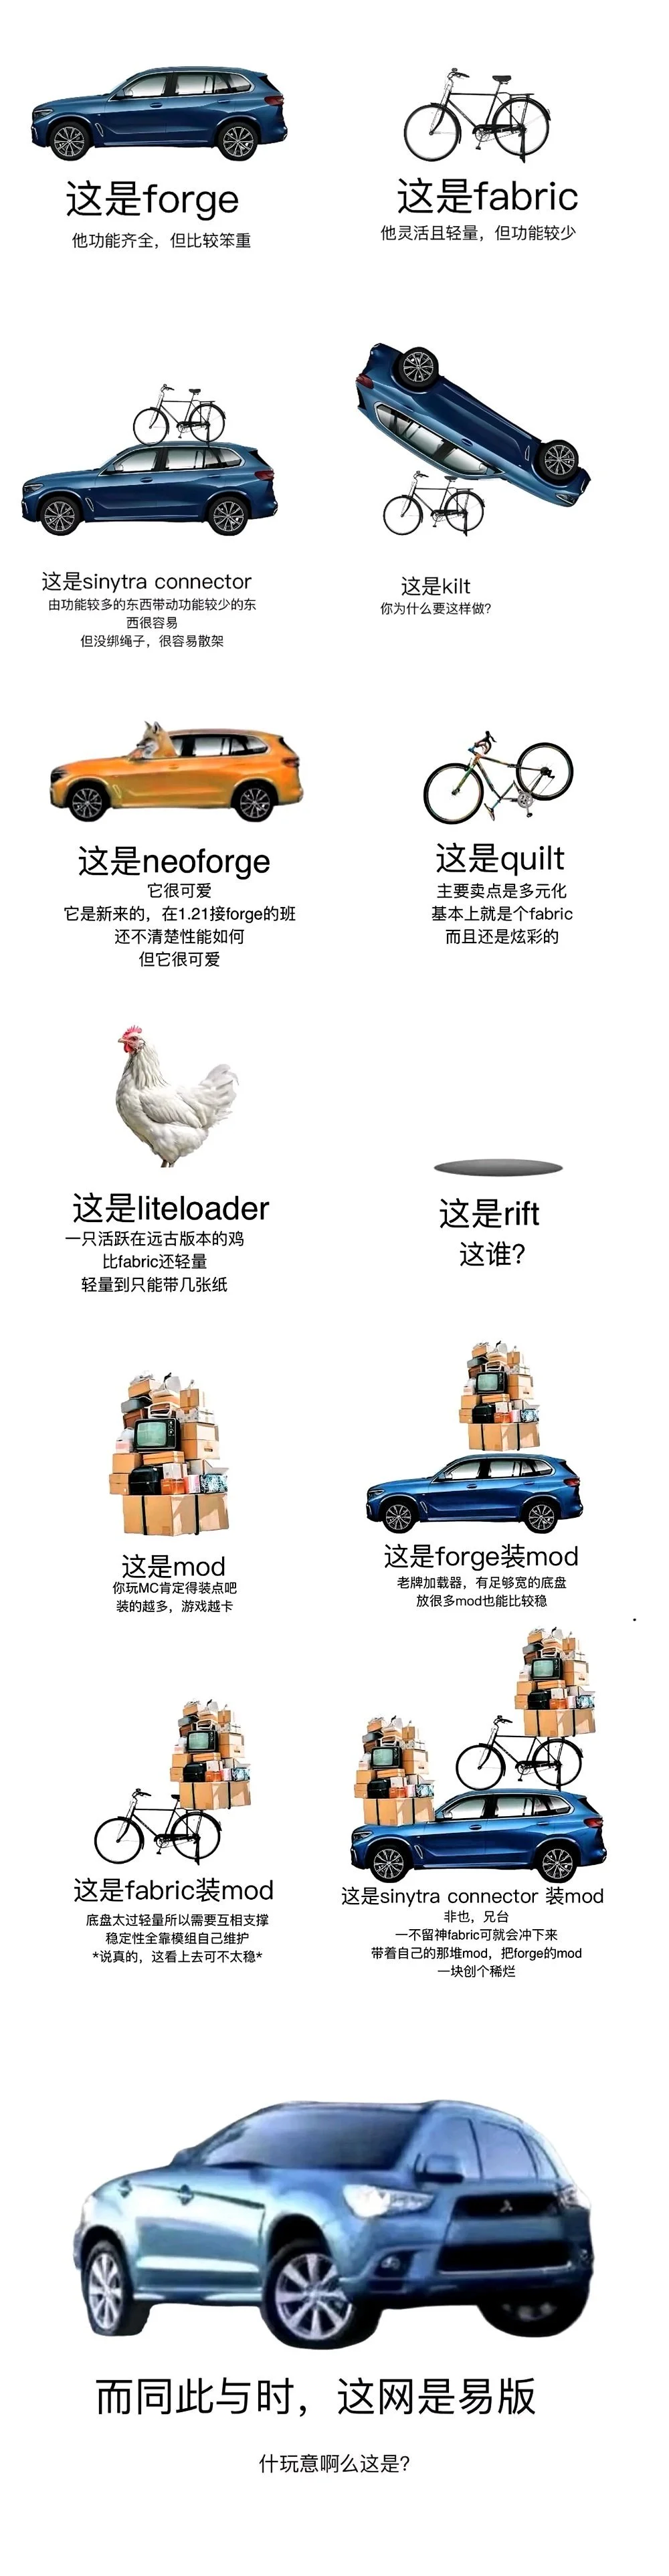 这是forge
他功能齐全，但比较笨重
这是fabric
他灵活且轻量，但功能较少
这是sinytra connector
由功能较多的东西带动功能较少的东
西很容易
但没绑绳子，很容易散架
这是kilt
你为什么要这样做？
这是neoforge
它很可爱
它是新来的，在1.21接forge的班
还不清楚性能如何
但它很可爱
这是quilt
主要卖点是多元化
基本上就是个fabric
而且还是炫彩的
这是liteloader
一只活跃在远古版本的鸡
比fabric还轻量
轻量到只能带几张纸
这是rift
这谁？
这是mod
你玩MC肯定得装点吧
装的越多，游戏越卡
这是forge装mod
老牌加载器，有足够宽的底盘
放很多mod也能比较稳
这是fabric装mod
底盘太过轻量所以需要互相支撑
稳定性全靠模组自己维护
*说真的，这看上去可不太稳*
这是sinytra connector 装mod
非也，兄台
一不留神fabric可就会冲下来
带着自己的那堆mod，把forge的mod
一块创个稀烂
而同此与时，这网是易版
什玩意啊么这是？